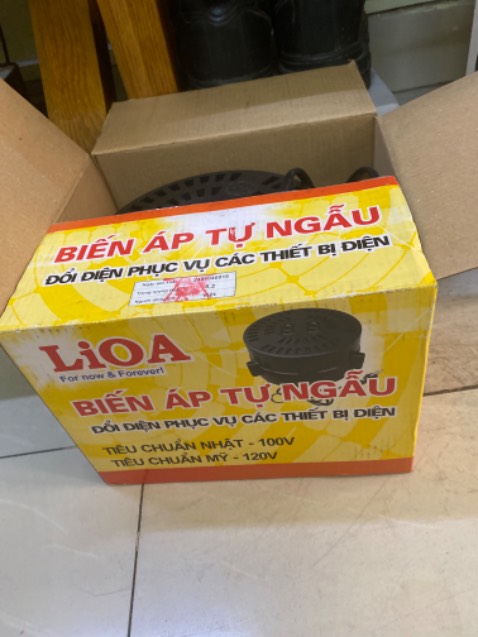 BIẾN ÁP TỰ NGẪU
ĐỔI ĐIỆN PHỤC VỤ CÁC THIẾT BỊ ĐIỆN
LiOA
For now & Forever!
BIẾN ÁP TỰ NGẪU
ĐỔI ĐIỆN PHỤC VỤ CÁC THIẾT BỊ ĐIỆN
TIÊU CHUẨN NHẬT - 100V
TIÊU CHUẨN MỸ - 120V